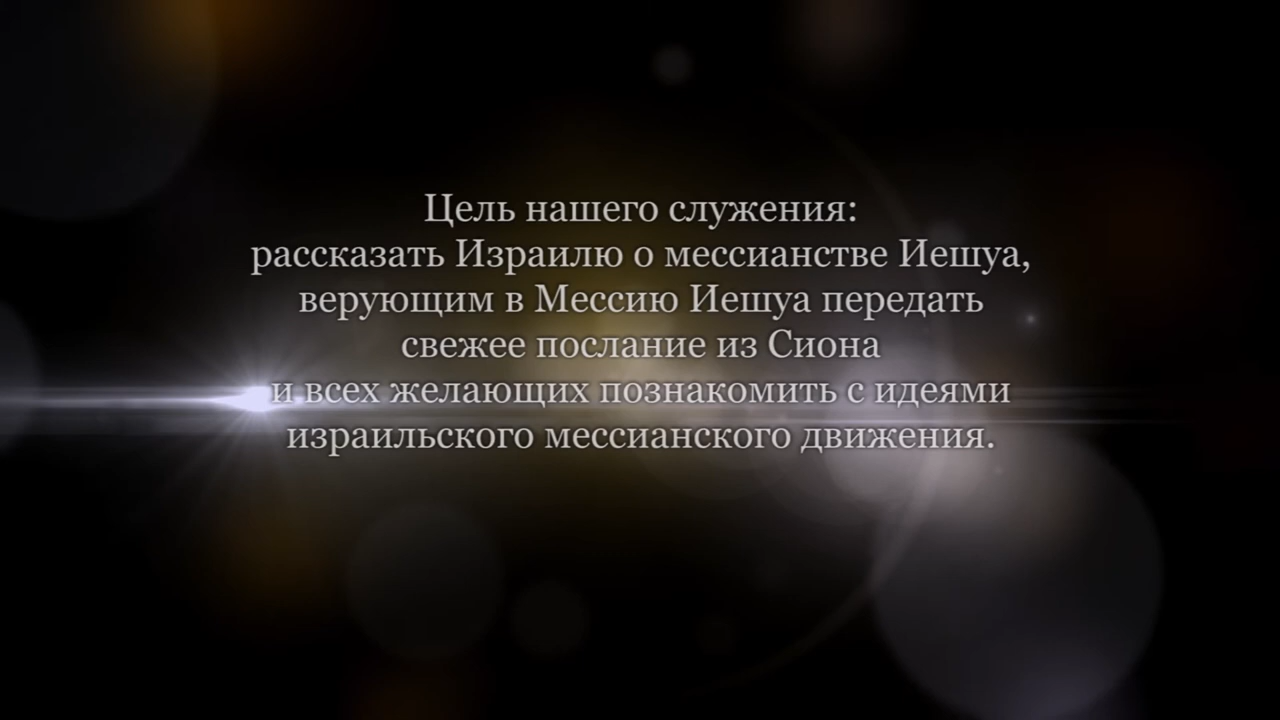 Цель нашего служения:
рассказать Израилю о мессианстве Иешуа,
верующим в Мессию Иешуа передать
свежее послание из Сиона
и всех желающих познакомить с идеями
израильского мессианского движения.